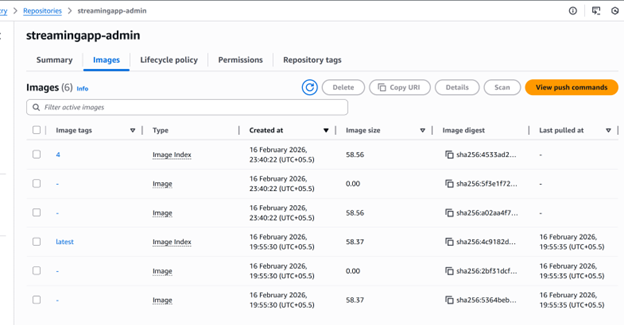 ry > Repositories > streamingapp-admin
streamingapp-admin
Summary Images Lifecycle policy Permissions Repository tags
Images (6) Info
Delete Copy URI Details Scan View push commands
Filter active images
Image tags Type Created at Image size Image digest Last pulled at
4 Image Index 16 February 2026, 23:40:22 (UTC+05.5) 58.56 sha256:4533ad2... -
- Image 16 February 2026, 23:40:22 (UTC+05.5) 0.00 sha256:5f3e1f72... -
- Image 16 February 2026, 23:40:22 (UTC+05.5) 58.56 sha256:a02aa4f7... -
latest Image Index 16 February 2026, 19:55:30 (UTC+05.5) 58.37 sha256:4c9182d... 16 February 2026, 19:55:35 (UTC+05.5)
- Image 16 February 2026, 19:55:30 (UTC+05.5) 0.00 sha256:2bf31dcf... 16 February 2026, 19:55:35 (UTC+05.5)
- Image 16 February 2026, 19:55:30 (UTC+05.5) 58.37 sha256:5364beb... 16 February 2026, 19:55:35 (UTC+05.5)